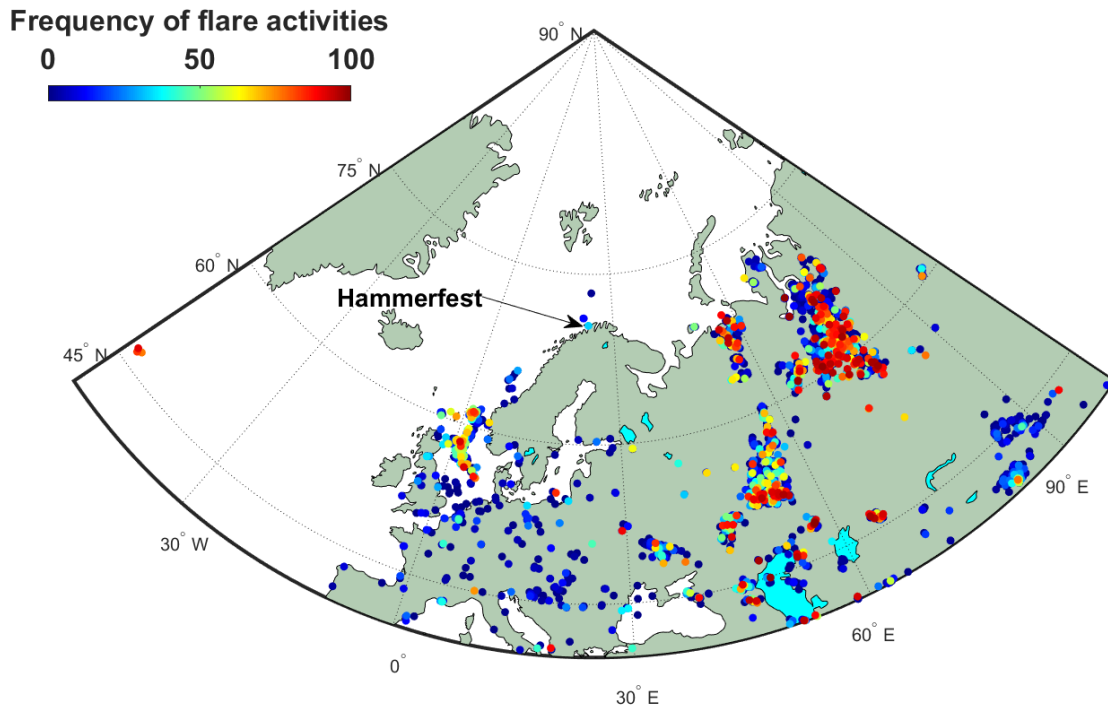 Frequency of flare activities
0 50 100
90° N
75° N
60° N
Hammerfest
45° N
90° E
30° W
60° E
0°
30° E